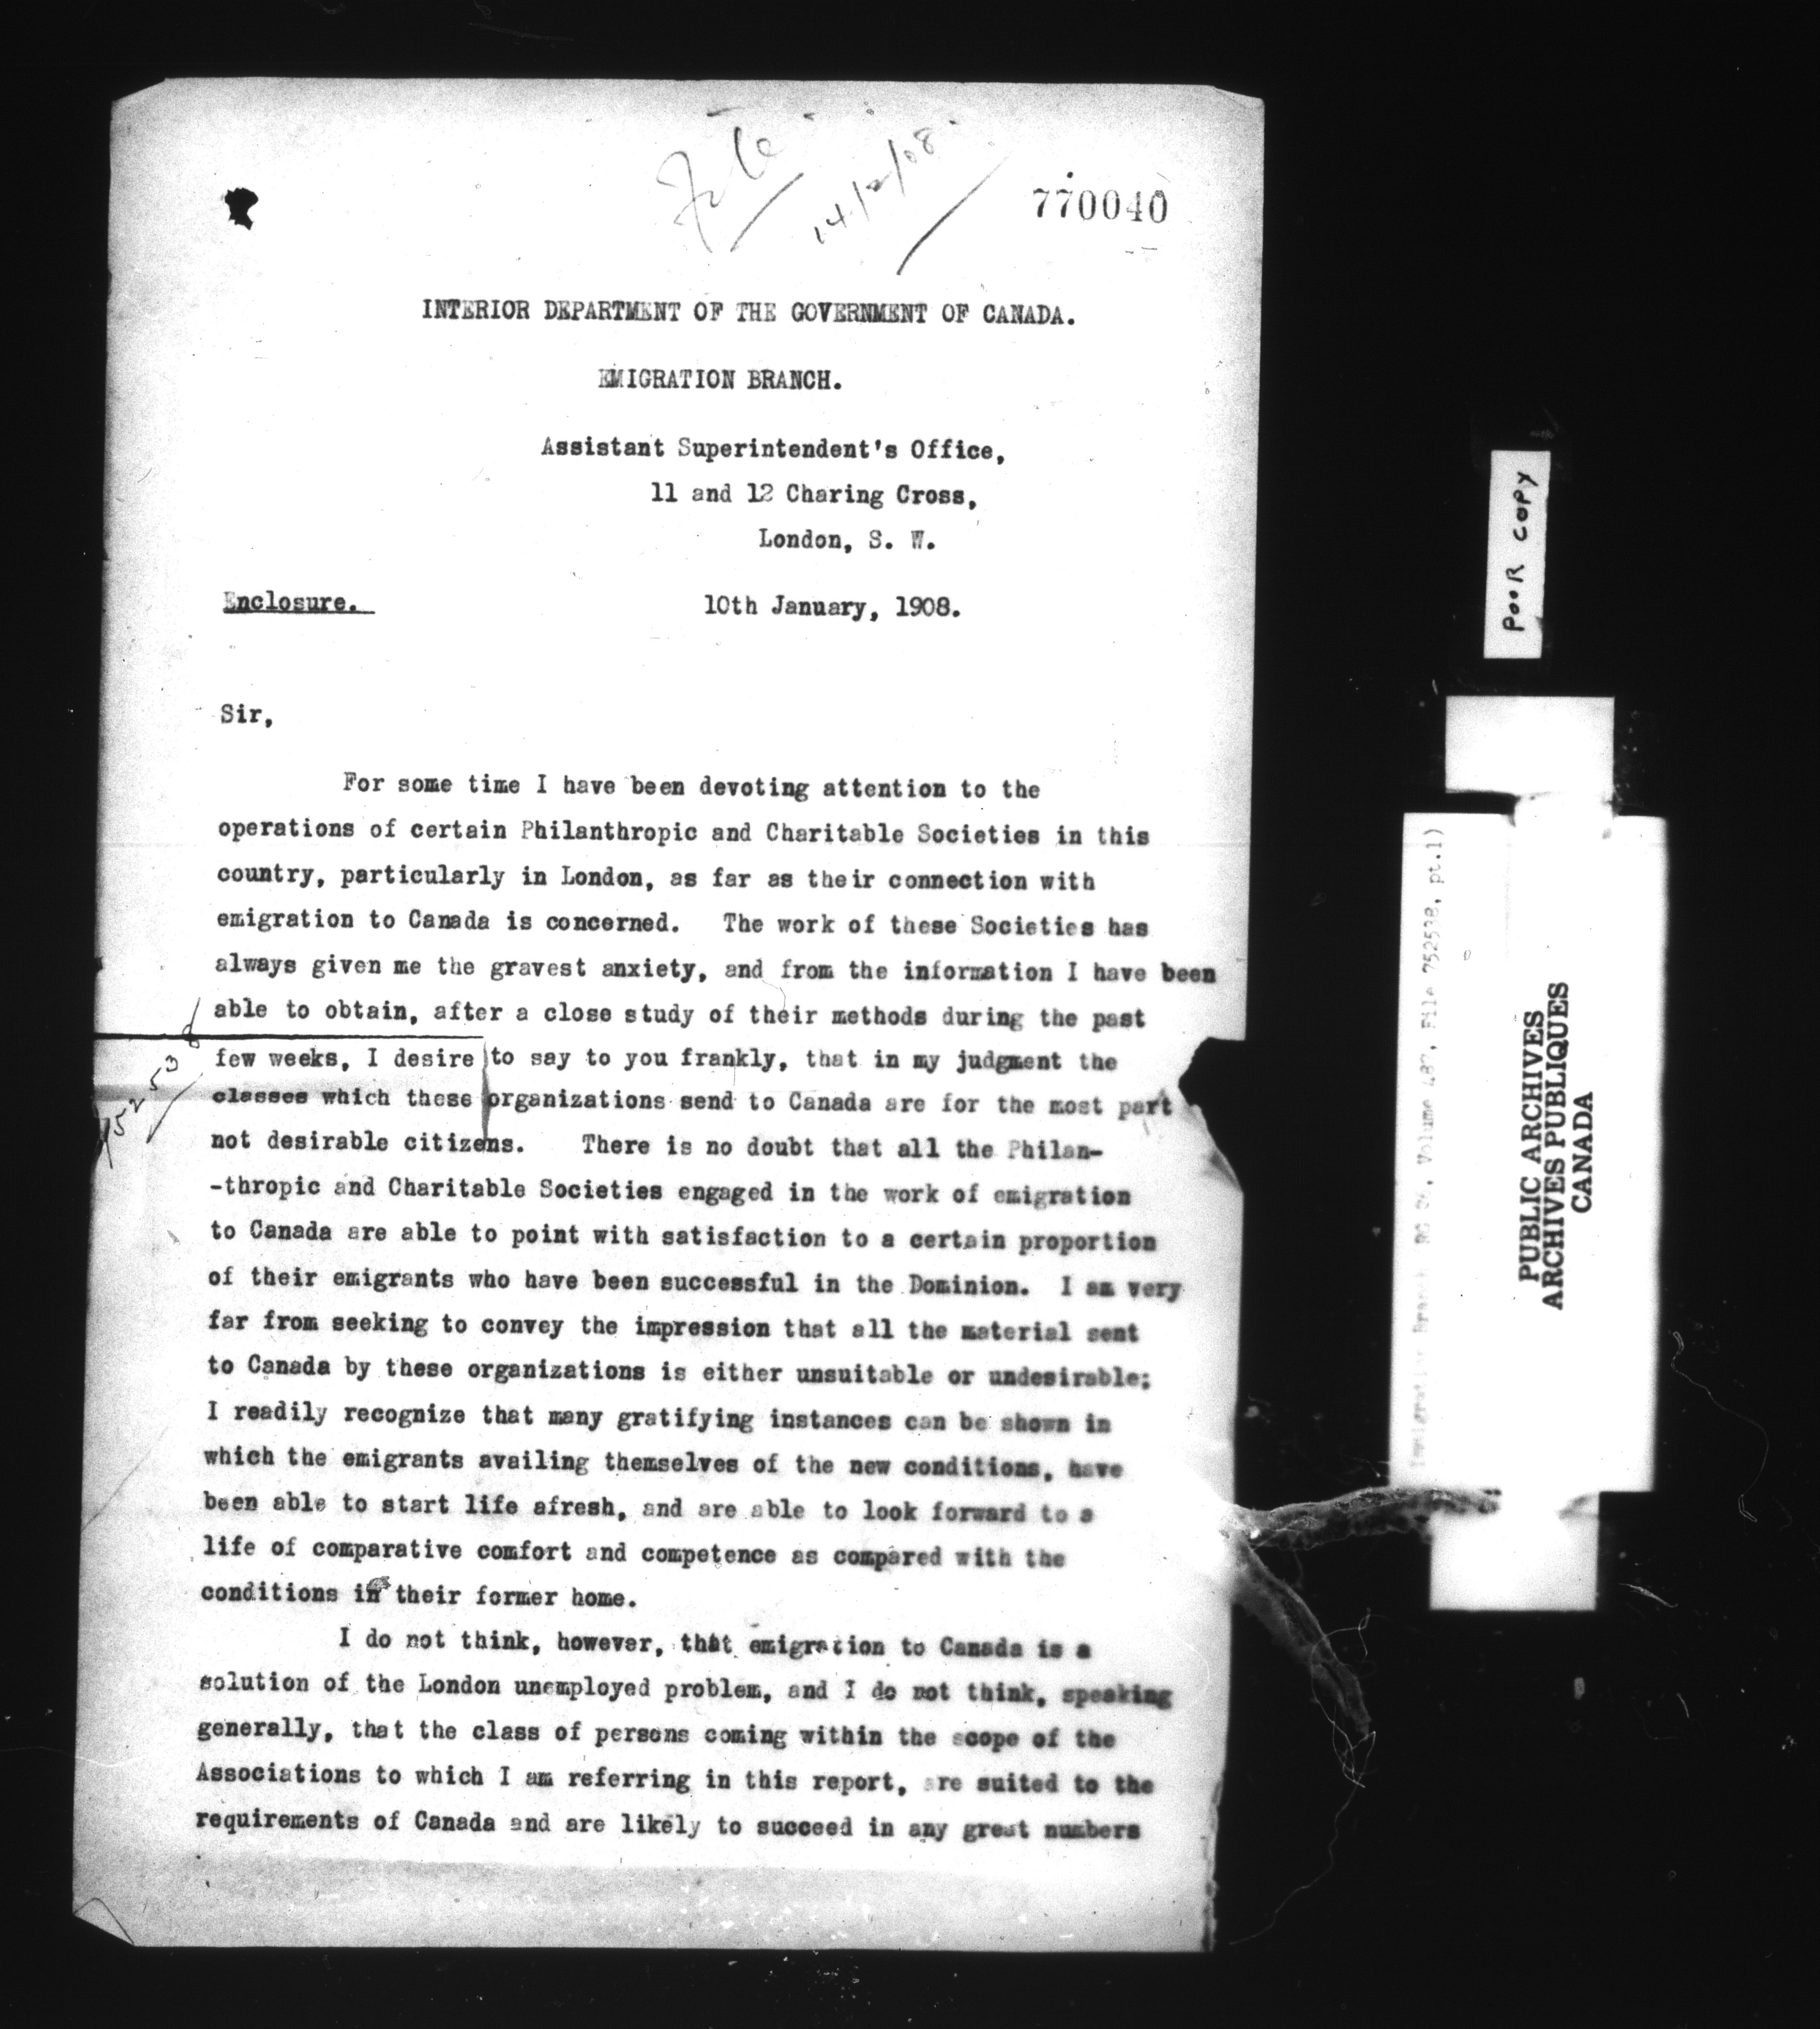 File
14/2/08
770040
INTERIOR DEPARTMENT OF THE GOVERNMENT OF CANADA.
EMIGRATION BRANCH.
Assistant Superintendent's Office,
11 and 12 Charing Cross,
London, S. W.
Enclosure.
10th January, 1908.
Sir,
For some time I have been devoting attention to the
operations of certain Philanthropic and Charitable Societies in this
country, particularly in London, as far as their connection with
emigration to Canada is concerned. The work of these Societies has
always given me the gravest anxiety, and from the information I have been
able to obtain, after a close study of their methods during the past
few weeks, I desire to say to you frankly, that in my judgment the
classes which these organizations send to Canada are for the most part
not desirable citizens. There is no doubt that all the Philan-
-thropic and Charitable Societies engaged in the work of emigration
to Canada are able to point with satisfaction to a certain proportion
of their emigrants who have been successful in the Dominion. I am very
far from seeking to convey the impression that all the material sent
to Canada by these organizations is either unsuitable or undesirable;
I readily recognize that many gratifying instances can be shown in
which the emigrants availing themselves of the new conditions, have
been able to start life afresh, and are able to look forward to a
life of comparative comfort and competence as compared with the
conditions in their former home.
I do not think, however, that emigration to Canada is a
solution of the London unemployed problem, and I do not think, speaking
generally, that the class of persons coming within the scope of the
Associations to which I am referring in this report, are suited to the
requirements of Canada and are likely to succeed in any great numbers
752538
POOR COPY
Immigration Branch RG 76, Volume 487, File 752538, pt.1)
PUBLIC ARCHIVES
ARCHIVES PUBLIQUES
CANADA